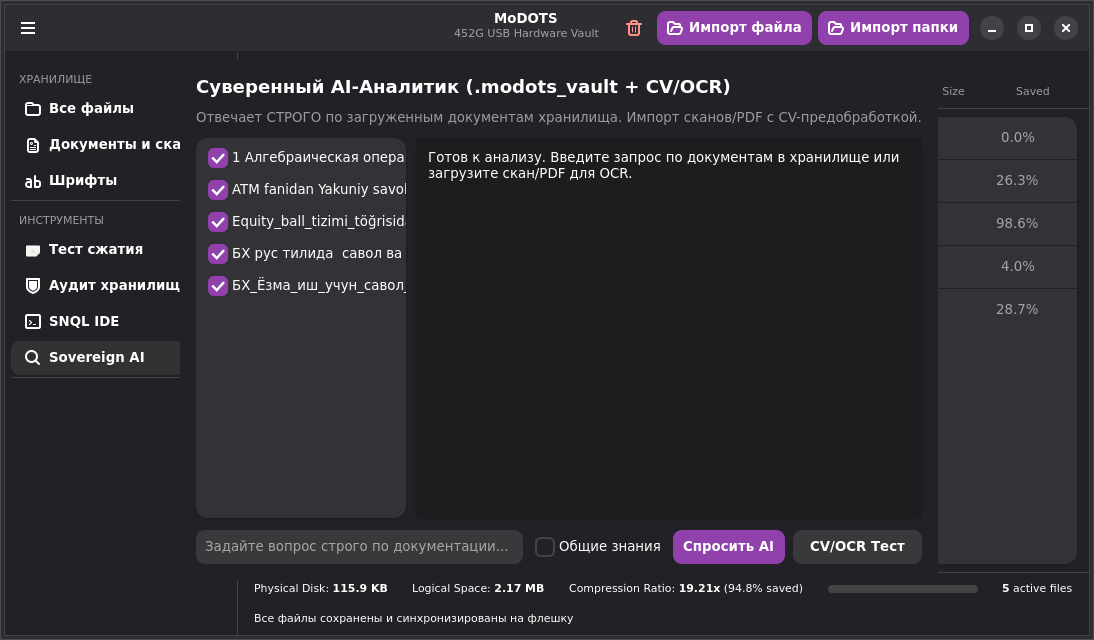 MoDOTS
452G USB Hardware Vault
Импорт файла
Импорт папки
ХРАНИЛИЩЕ
Все файлы
Документы и ска
ab Шрифты
ИНСТРУМЕНТЫ
Тест сжатия
Аудит хранилищ
SNQL IDE
Sovereign AI
Суверенный AI-Аналитик (.modots_vault + CV/OCR)
Отвечает СТРОГО по загруженным документам хранилища. Импорт сканов/PDF с CV-предобработкой.
1 Алгебраическая опера
ATM fanidan Yakuniy savol
Equity_ball_tizimi_töğrisida
БХ рус тилида  савол ва
БХ_Ёзма_иш_учун_савол_
Готов к анализу. Введите запрос по документам в хранилище или
загрузите скан/PDF для OCR.
Size Saved
0.0%
26.3%
98.6%
4.0%
28.7%
Задайте вопрос строго по документации...
Общие знания
Спросить AI
CV/OCR Тест
Physical Disk: 115.9 KB Logical Space: 2.17 MB Compression Ratio: 19.21x (94.8% saved) 5 active files
Все файлы сохранены и синхронизированы на флешку